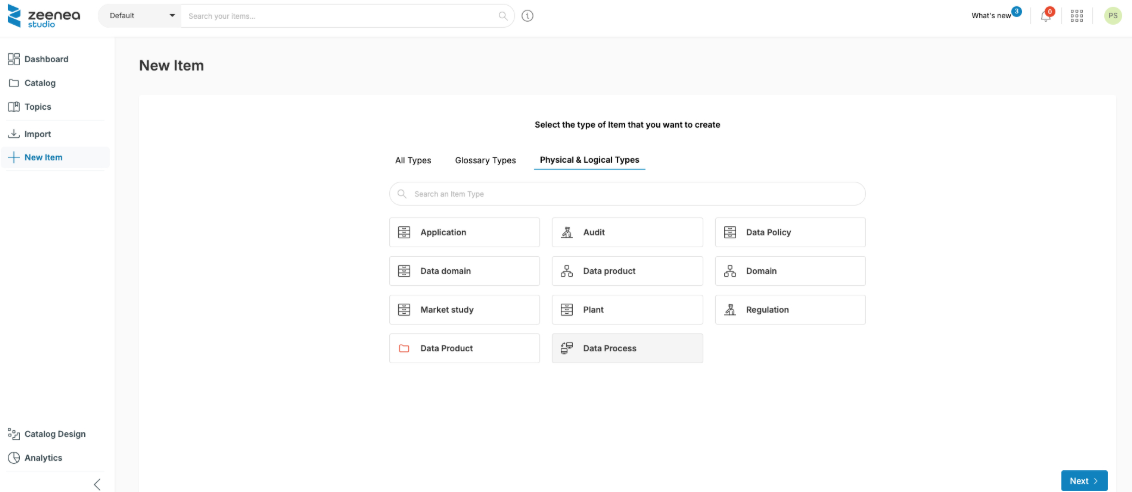 zeenea
studio
Default
Search your items...
What's new
3
0
PS
Dashboard
Catalog
Topics
Import
New Item
New Item
Select the type of Item that you want to create
All Types
Glossary Types
Physical & Logical Types
Search an Item Type
Application
Audit
Data Policy
Data domain
Data product
Domain
Market study
Plant
Regulation
Data Product
Data Process
Catalog Design
Analytics
Next